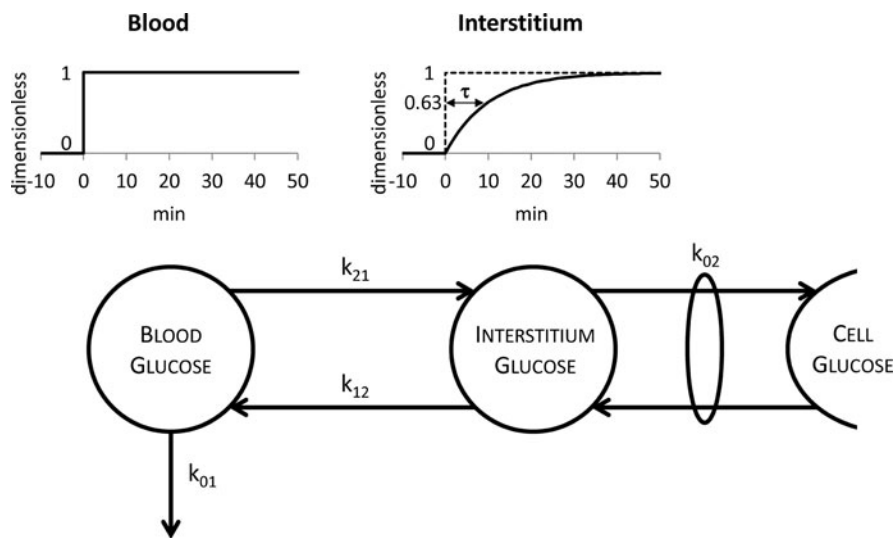 Blood
Interstitium
dimensionless
1
0
-10 0 10 20 30 40 50
min
dimensionless
1
0.63
τ
0
-10 0 10 20 30 40 50
min
k21
k02
BLOOD
GLUCOSE
INTERSTITIUM
GLUCOSE
CELL
GLUCOSE
k12
k01